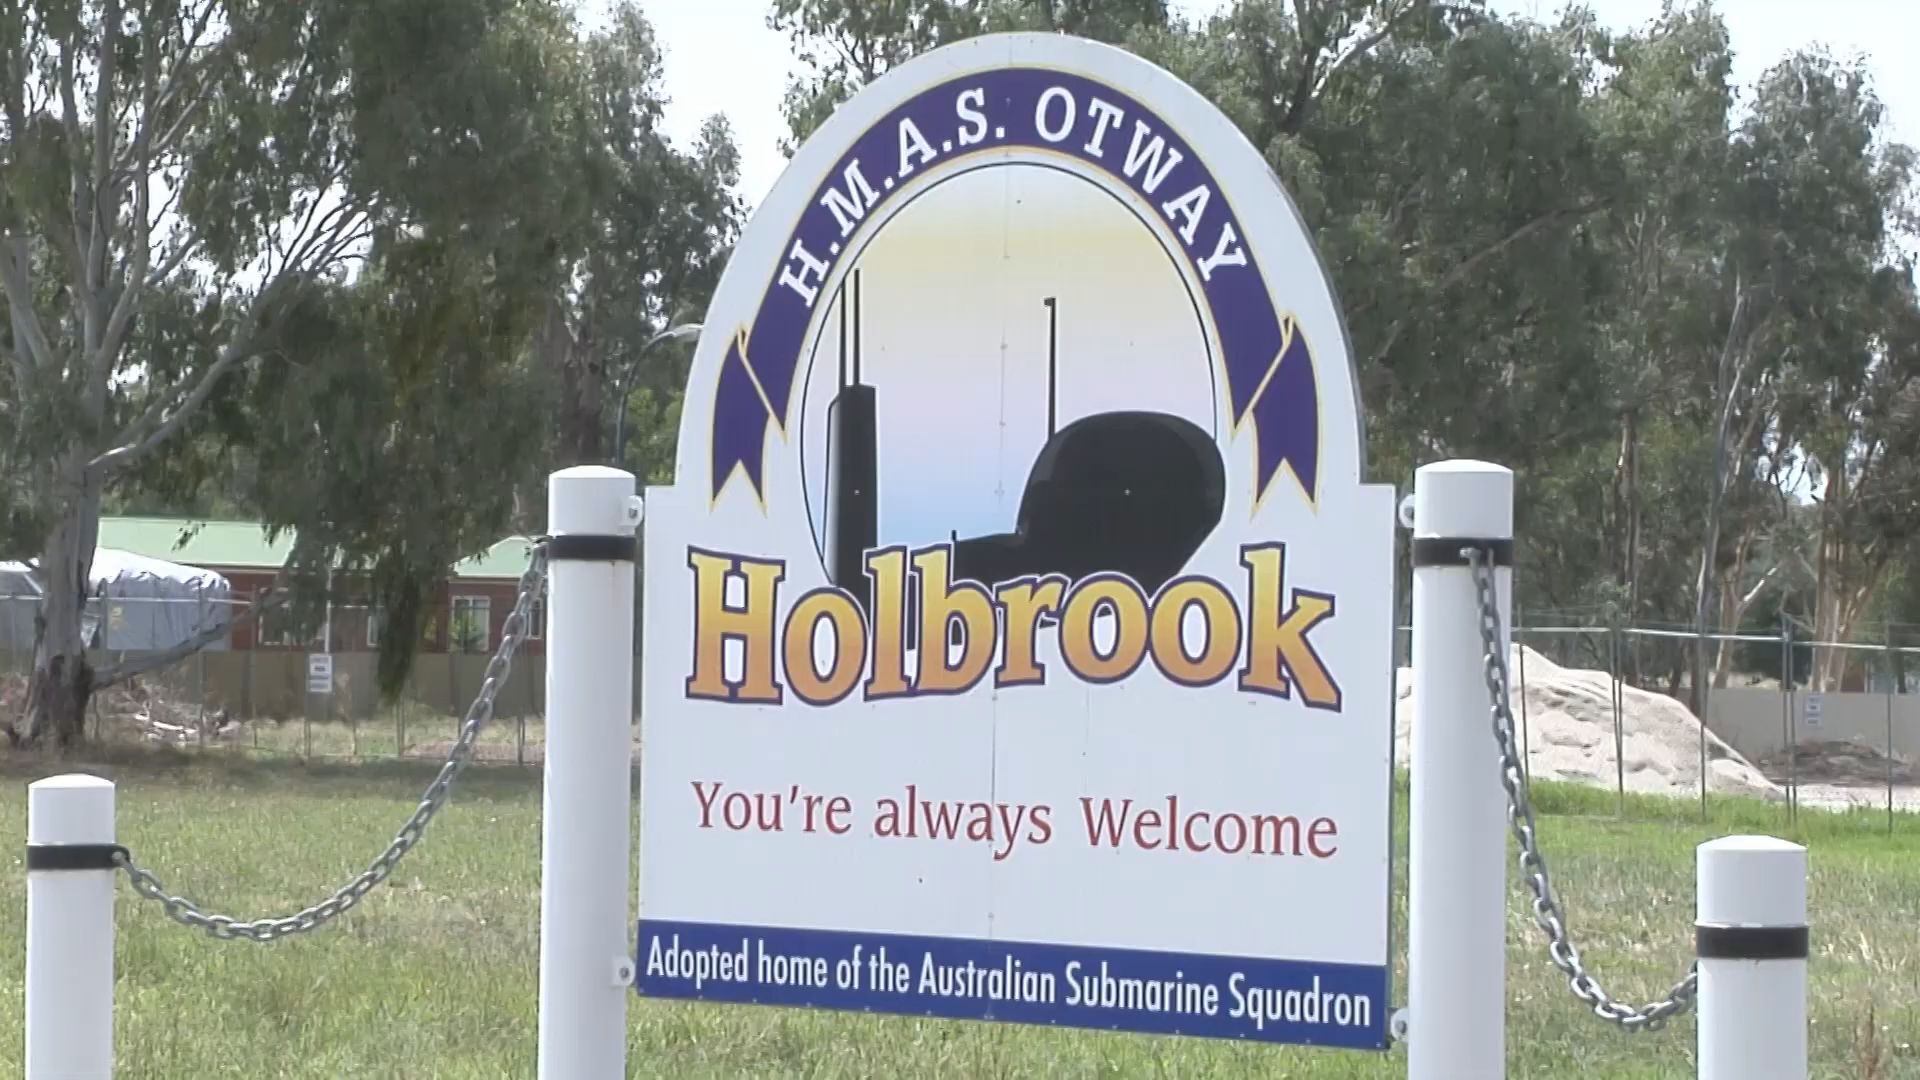 H.M.A.S. OTWAY
Holbrook
You're always Welcome
Adopted home of the Australian Submarine Squadron